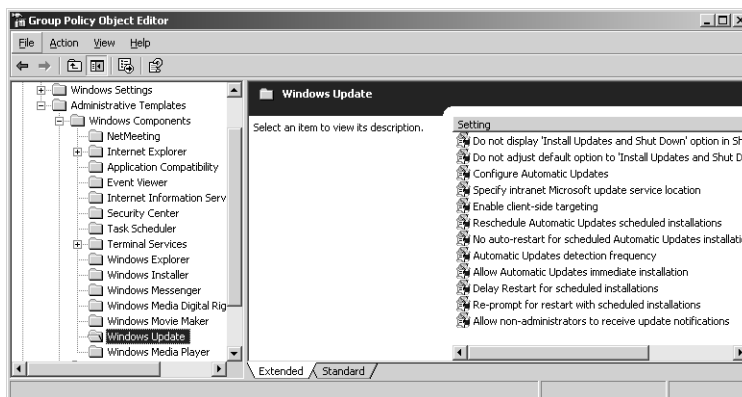 Group Policy Object Editor
File Action View Help
Windows Settings
Administrative Templates
Windows Components
NetMeeting
Internet Explorer
Application Compatibility
Event Viewer
Internet Information Serv
Security Center
Task Scheduler
Terminal Services
Windows Explorer
Windows Installer
Windows Messenger
Windows Media Digital Rig
Windows Movie Maker
Windows Update
Windows Media Player
Windows Update
Select an item to view its description.
Setting
Do not display 'Install Updates and Shut Down' option in Sh
Do not adjust default option to 'Install Updates and Shut D
Configure Automatic Updates
Specify intranet Microsoft update service location
Enable client-side targeting
Reschedule Automatic Updates scheduled installations
No auto-restart for scheduled Automatic Updates installati
Automatic Updates detection frequency
Allow Automatic Updates immediate installation
Delay Restart for scheduled installations
Re-prompt for restart with scheduled installations
Allow non-administrators to receive update notifications
Extended Standard